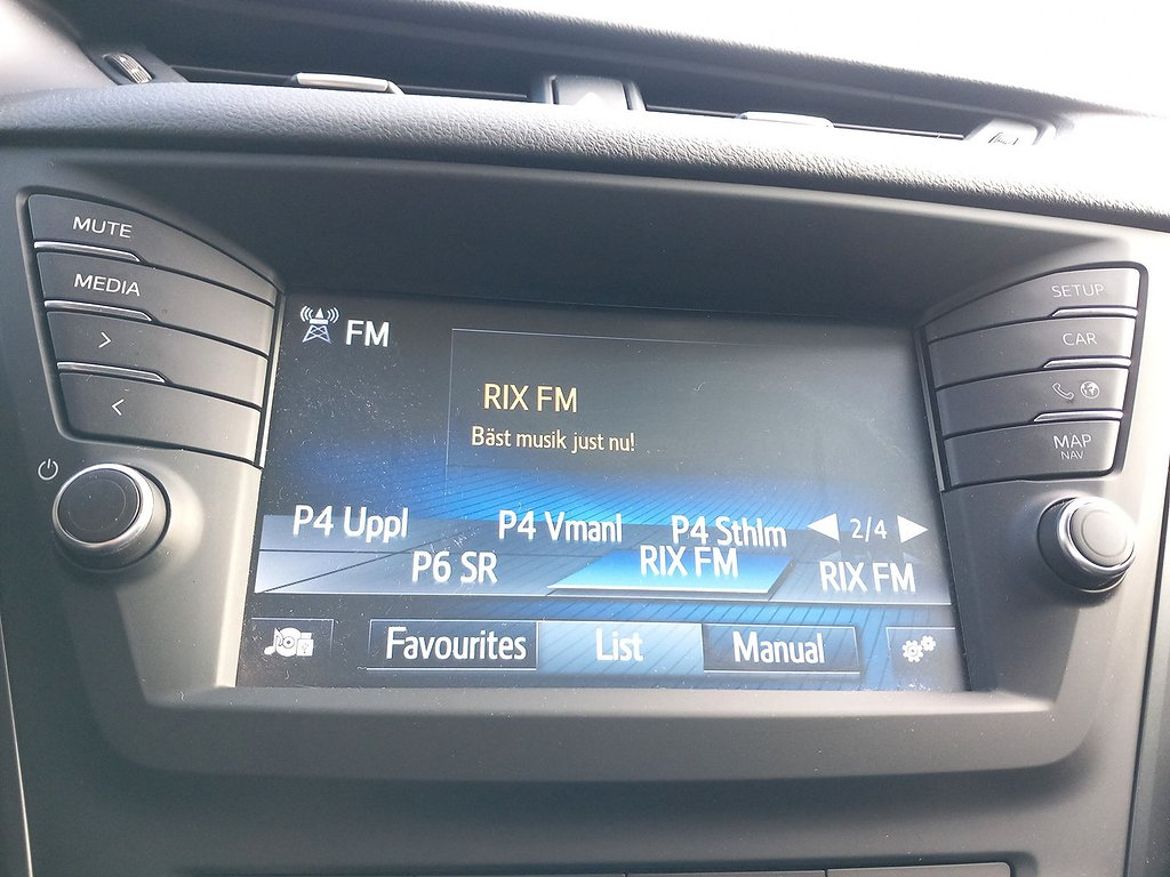 MUTE
MEDIA
>
<
FM
RIX FM
Bäst musik just nu!
P4 Uppl
P4 Vmanl
P4 Sthlm
2/4
P6 SR
RIX FM
RIX FM
Favourites
List
Manual
SETUP
CAR
MAP
NAV